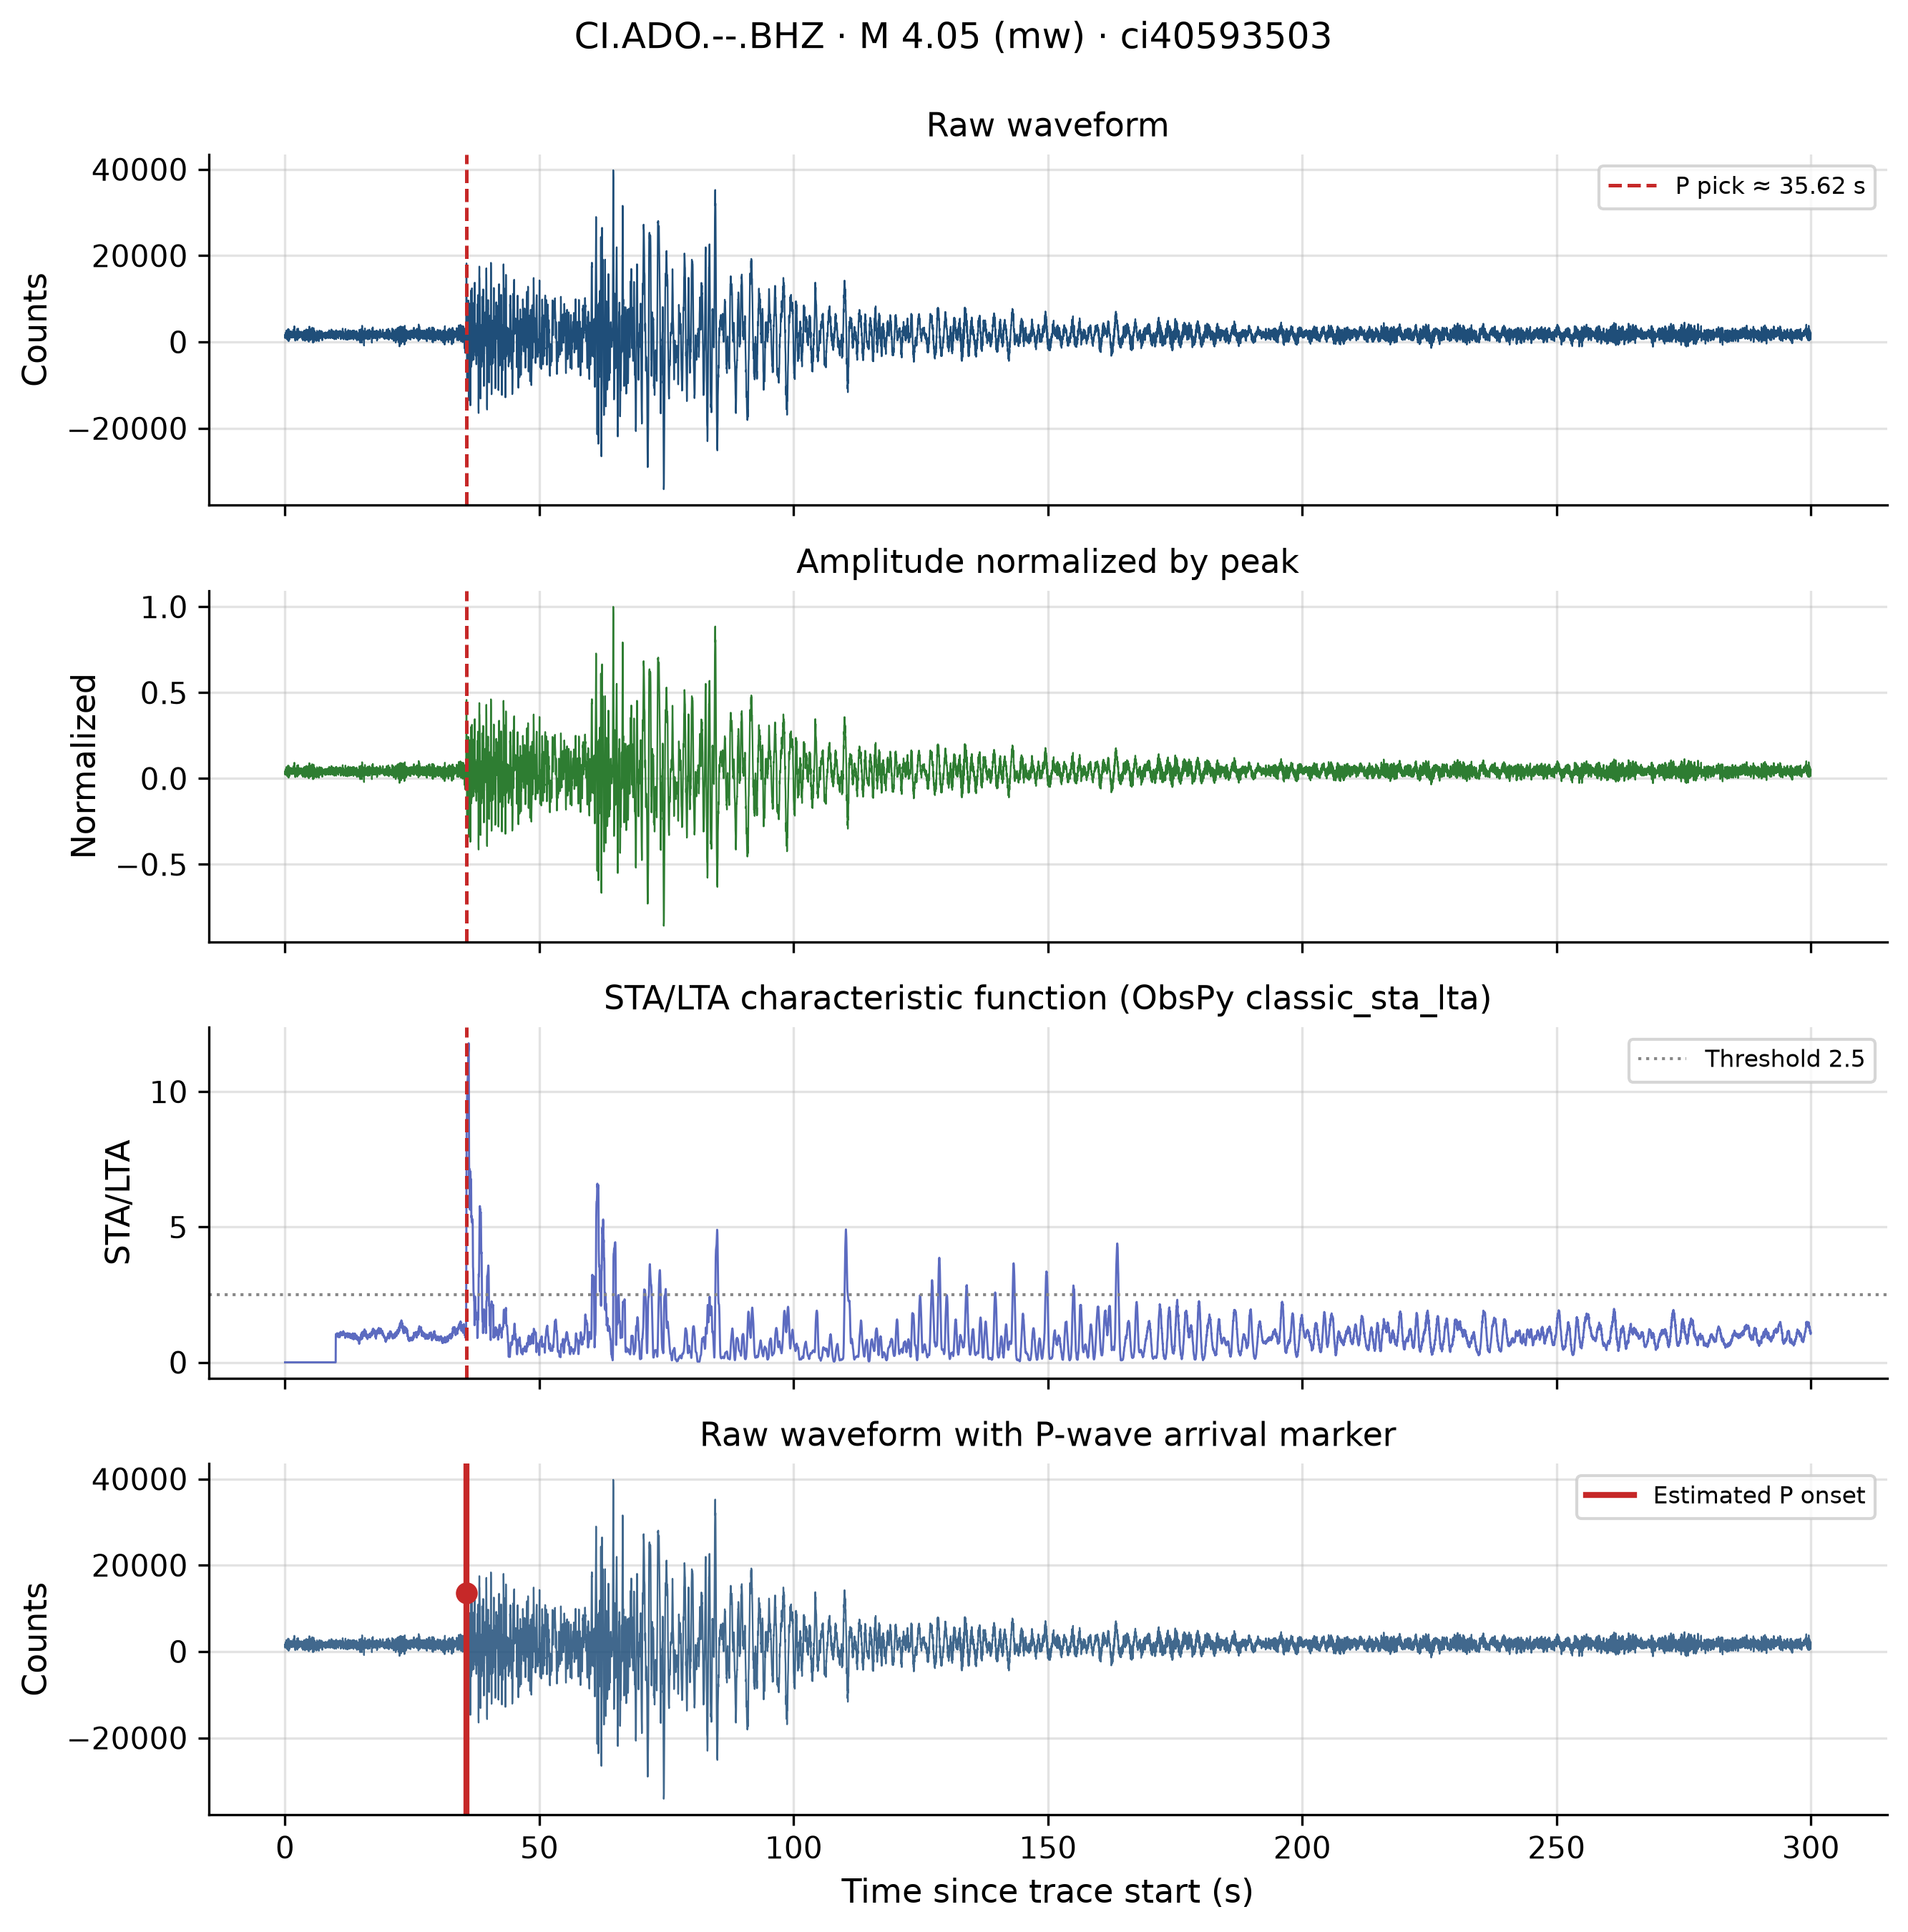 CI.ADO.--.BHZ · M 4.05 (mw) · ci40593503
Raw waveform
40000
20000
0
−20000
Counts
P pick ≈ 35.62 s
Amplitude normalized by peak
1.0
0.5
0.0
−0.5
Normalized
STA/LTA characteristic function (ObsPy classic_sta_lta)
10
5
0
STA/LTA
Threshold 2.5
Raw waveform with P-wave arrival marker
40000
20000
0
−20000
Counts
Estimated P onset
0 50 100 150 200 250 300
Time since trace start (s)